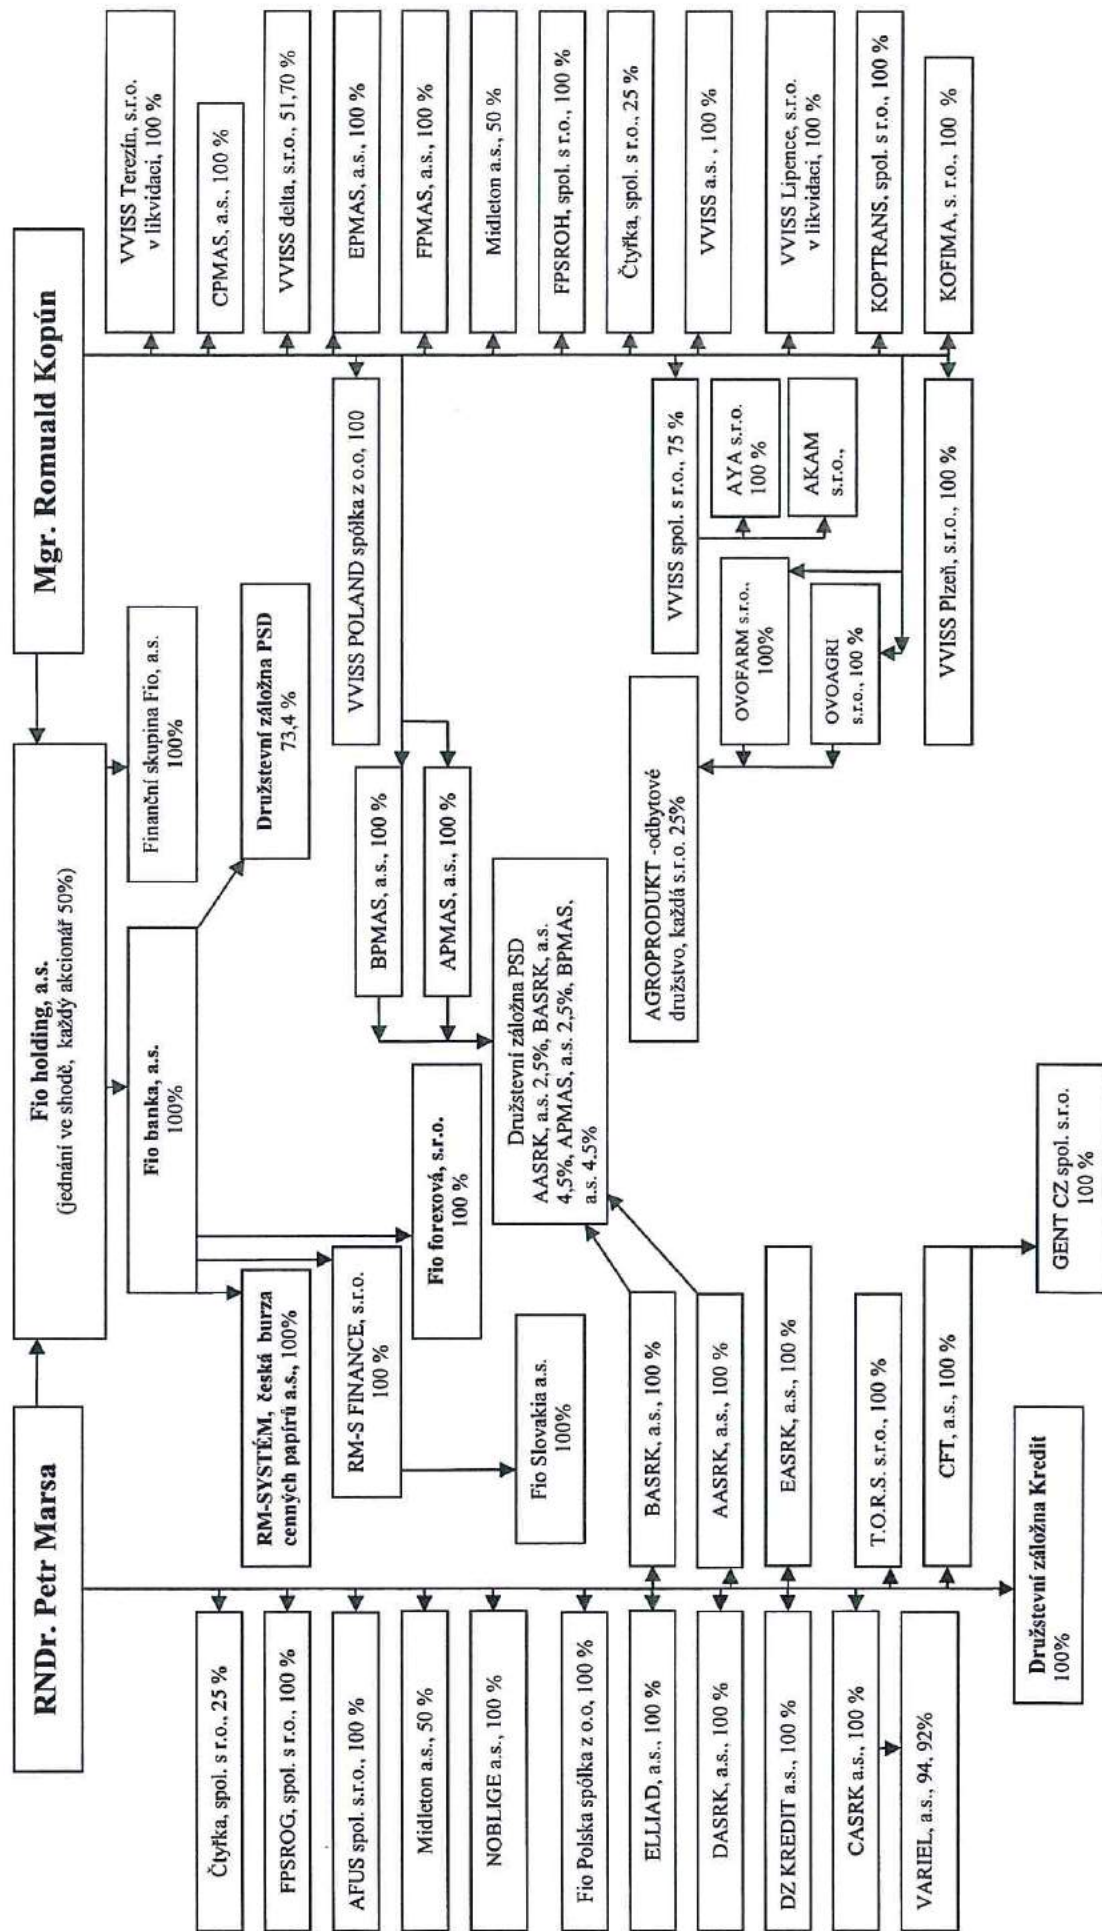 RNDr. Petr Marsa
Fio holding, a.s.
(jednání ve shodě, každý akcionář 50%)
Mgr. Romuald Kopún
Fio banka, a.s.
100%
Finanční skupina Fio, a.s.
100%
Družstevní záložna PSD
73,4 %
RM-SYSTÉM, česká burza
cenných papírů a.s., 100%
RM-S FINANCE, s.r.o.
100 %
Fio forexová, s.r.o.
100 %
Fio Slovakia a.s.
100%
Čtyřka, spol. s r.o., 25 %
FPSROG, spol. s r.o., 100 %
AFUS spol. s.r.o., 100 %
Midleton a.s., 50 %
NOBLIGE a.s., 100 %
Fio Polska spólka z o.o, 100 %
ELLIAD, a.s., 100 %
DASRK, a.s., 100 %
DZ KREDIT a.s., 100 %
CASRK a.s., 100 %
VARIEL, a.s., 94. 92%
BASRK, a.s., 100 %
AASRK, a.s., 100 %
EASRK, a.s., 100 %
T.O.R.S. s.r.o., 100 %
CFT, a.s., 100 %
GENT CZ spol. s.r.o.
100 %
Družstevní záložna Kredit
100%
Družstevní záložna PSD
AASRK, a.s. 2,5%, BASRK, a.s.
4,5%, APMAS, a.s. 2,5%, BPMAS,
a.s. 4.5%
BPMAS, a.s., 100 %
APMAS, a.s., 100 %
VVISS POLAND spólka z o.o, 100
VVISS spol. s r.o., 75 %
AYA s.r.o.
100 %
AKAM
s.r.o.,
OVOFARM s.r.o.,
100%
OVOAGRI
s.r.o., 100 %
AGROPRODUKT -odbytové
družstvo, každá s.r.o. 25%
VVISS Plzeň, s.r.o., 100 %
VVISS Terezín, s.r.o.
v likvidaci, 100 %
CPMAS, a.s., 100 %
VVISS delta, s.r.o., 51,70 %
EPMAS, a.s., 100 %
FPMAS, a.s., 100 %
Midleton a.s., 50 %
FPSROH, spol. s r.o., 100 %
Čtyřka, spol. s r.o., 25 %
VVISS a.s. , 100 %
VVISS Lipence, s.r.o.
v likvidaci, 100 %
KOPTRANS, spol. s r.o., 100 %
KOFIMA, s. r.o., 100 %